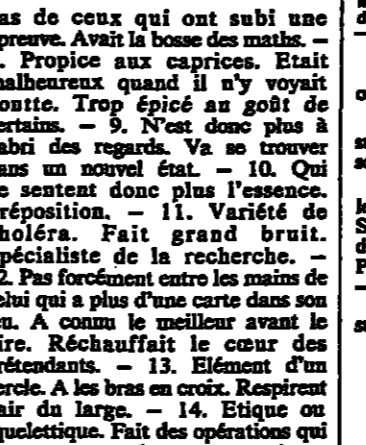 as de ceux qui ont subi une
preuve. Avait la bosse des maths. —
. Propice aux caprices. Etait
malheureux quand il n'y voyait
outte. Trop épicé au goût de
ertains. — 9. N'est donc plus à
abri des regards. Va se trouver
ans un nouvel état. — 10. Qui
e sentent donc plus l'essence.
réposition. — 11. Variété de
holéra. Fait grand bruit.
pécialiste de la recherche. —
2. Pas forcément entre les mains de
elui qui a plus d'une carte dans son
eu. A connu le meilleur avant le
ire. Réchauffait le cœur des
rétendants. — 13. Elément d'un
ercle. A les bras en croix. Respirent
air du large. — 14. Etique ou
quelettique. Fait des opérations qui